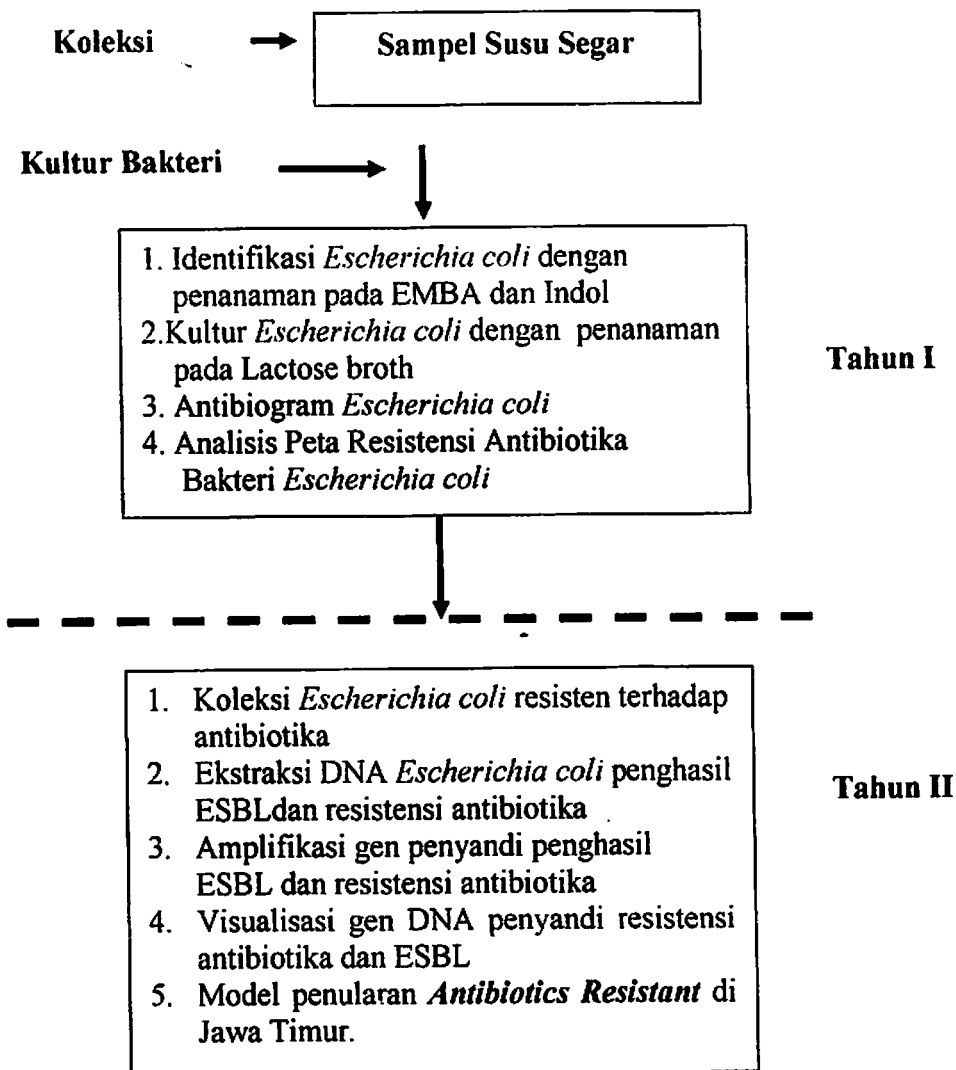 Koleksi
Sampel Susu Segar
Kultur Bakteri
1. Identifikasi Escherichia coli dengan
penanaman pada EMBA dan Indol
2.Kultur Escherichia coli dengan penanaman
pada Lactose broth
3. Antibiogram Escherichia coli
4. Analisis Peta Resistensi Antibiotika
Bakteri Escherichia coli
Tahun I
1. Koleksi Escherichia coli resisten terhadap
antibiotika
2. Ekstraksi DNA Escherichia coli penghasil
ESBLdan resistensi antibiotika
3. Amplifikasi gen penyandi penghasil
ESBL dan resistensi antibiotika
4. Visualisasi gen DNA penyandi resistensi
antibiotika dan ESBL
5. Model penularan Antibiotics Resistant di
Jawa Timur.
Tahun II